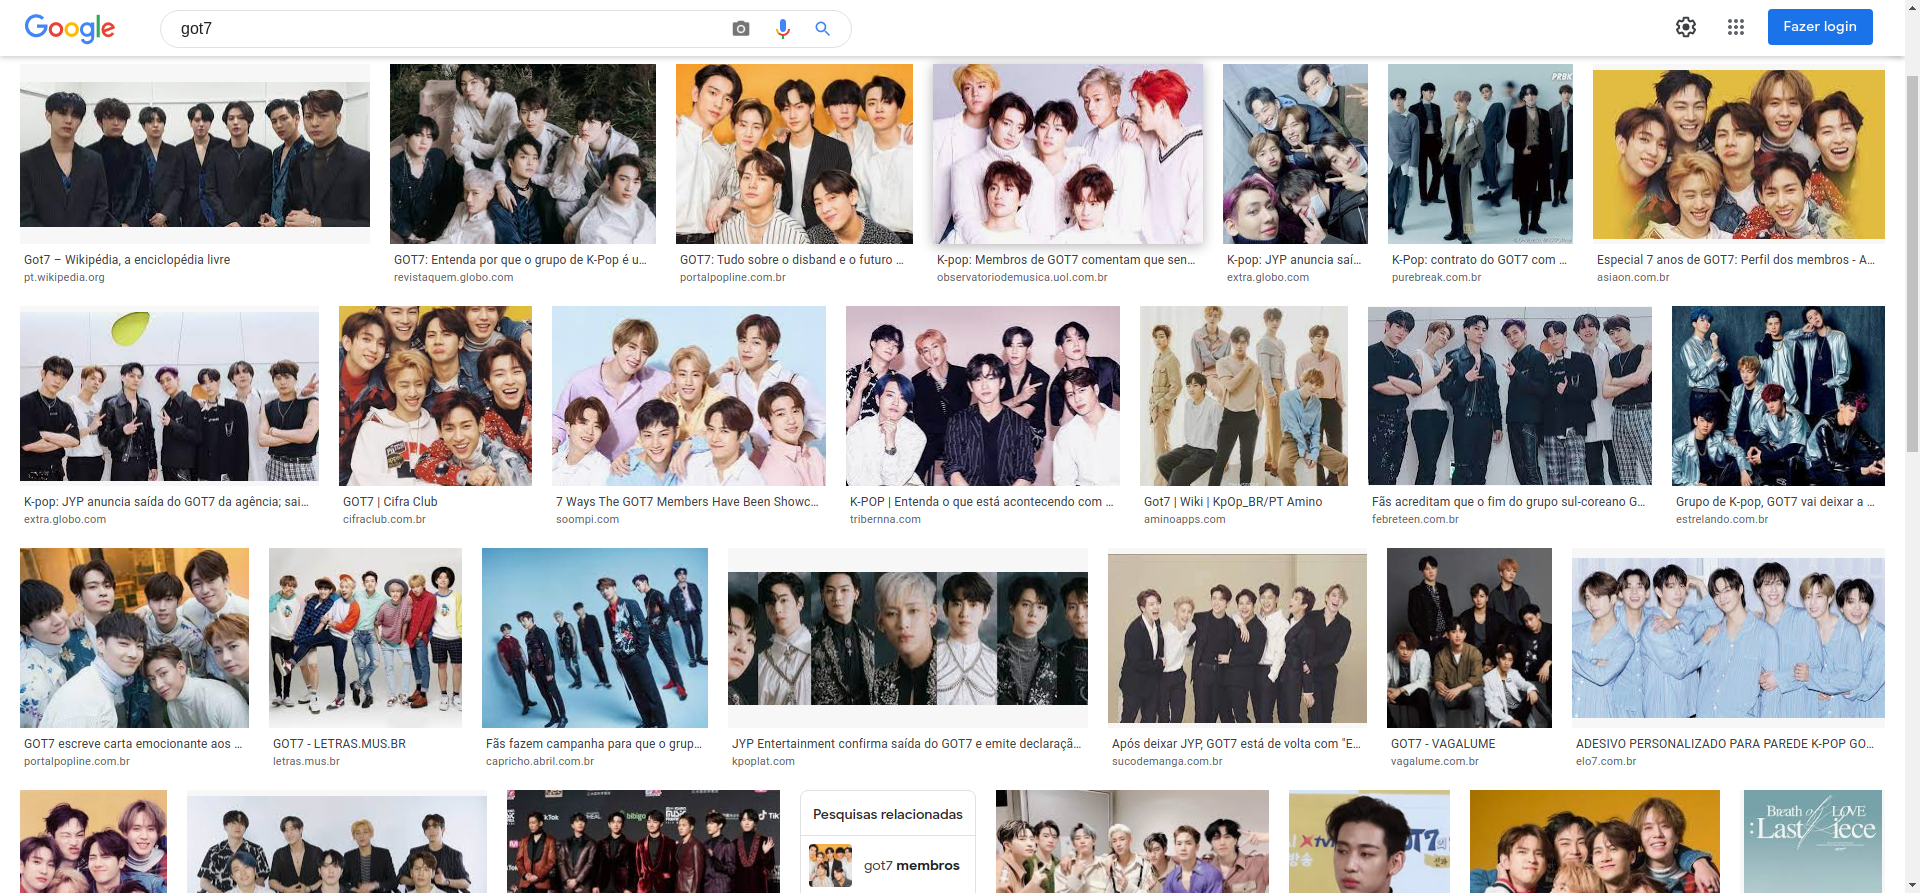 Google
got7
Fazer login
PRBK
Got7 – Wikipédia, a enciclopédia livre
pt.wikipedia.org
GOT7: Entenda por que o grupo de K-Pop é u...
revistaquem.globo.com
GOT7: Tudo sobre o disband e o futuro ...
portalpopline.com
K-pop: Membros de GOT7 comentam que sen...
observatoriodemusica.uol.com.br
K-pop: JYP anuncia saí...
extra.globo.com
K-Pop: contrato do GOT7 com ...
purebreak.com.br
Especial 7 anos de GOT7: Perfil dos membros - A...
asiaon.com.br
K-pop: JYP anuncia saída do GOT7 da agência; sai...
extra.globo.com
GOT7 | Cifra Club
cifraclub.com.br
7 Ways The GOT7 Members Have Been Showc...
soompi.com
K-POP | Entenda o que está acontecendo com ...
tribernna.com
Got7 | Wiki | KpOp_BR/PT Amino
aminoapps.com
Fãs acreditam que o fim do grupo sul-coreano G...
febreteen.com.br
Grupo de K-pop, GOT7 vai deixar a ...
estrelando.com.br
GOT7 escreve carta emocionante aos ...
portalpopline.com.br
GOT7 - LETRAS.MUS.BR
letras.mus.br
Fãs fazem campanha para que o grup...
capricho.abril.com.br
JYP Entertainment confirma saída do GOT7 e emite declaraçã...
kpoplat.com
Após deixar JYP, GOT7 está de volta com "E...
sucodemanga.com.br
GOT7 - VAGALUME
vagalume.com.br
ADESIVO PERSONALIZADO PARA PAREDE K-POP GO...
elo7.com.br
TikTok
bibigo
Tik
Pesquisas relacionadas
got7 membros
xtvn
OT7
방송
Breath of LOVE
:Last Piece